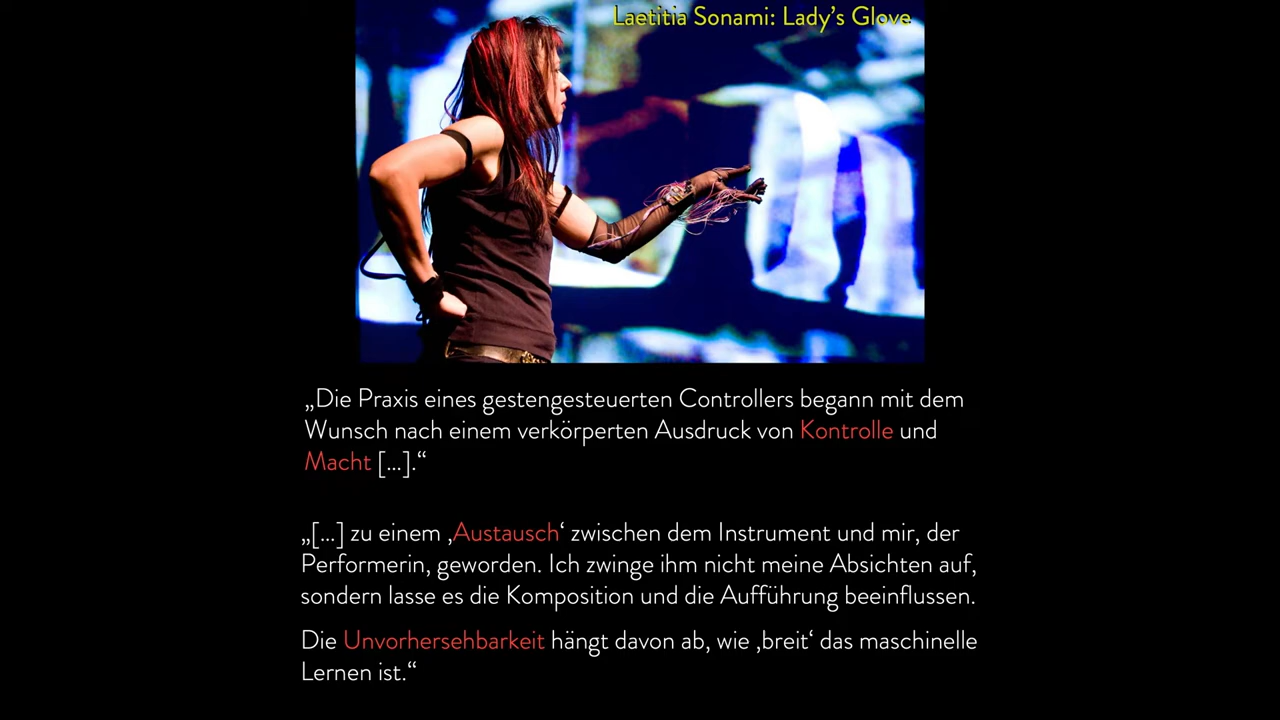 Laetitia Sonami: Lady’s Glove
„Die Praxis eines gestengesteuerten Controllers begann mit dem
Wunsch nach einem verkörperten Ausdruck von Kontrolle und
Macht [...].“
„[...] zu einem ‚Austausch‘ zwischen dem Instrument und mir, der
Performerin, geworden. Ich zwinge ihm nicht meine Absichten auf,
sondern lasse es die Komposition und die Aufführung beeinflussen.
Die Unvorhersehbarkeit hängt davon ab, wie ‚breit‘ das maschinelle
Lernen ist.“